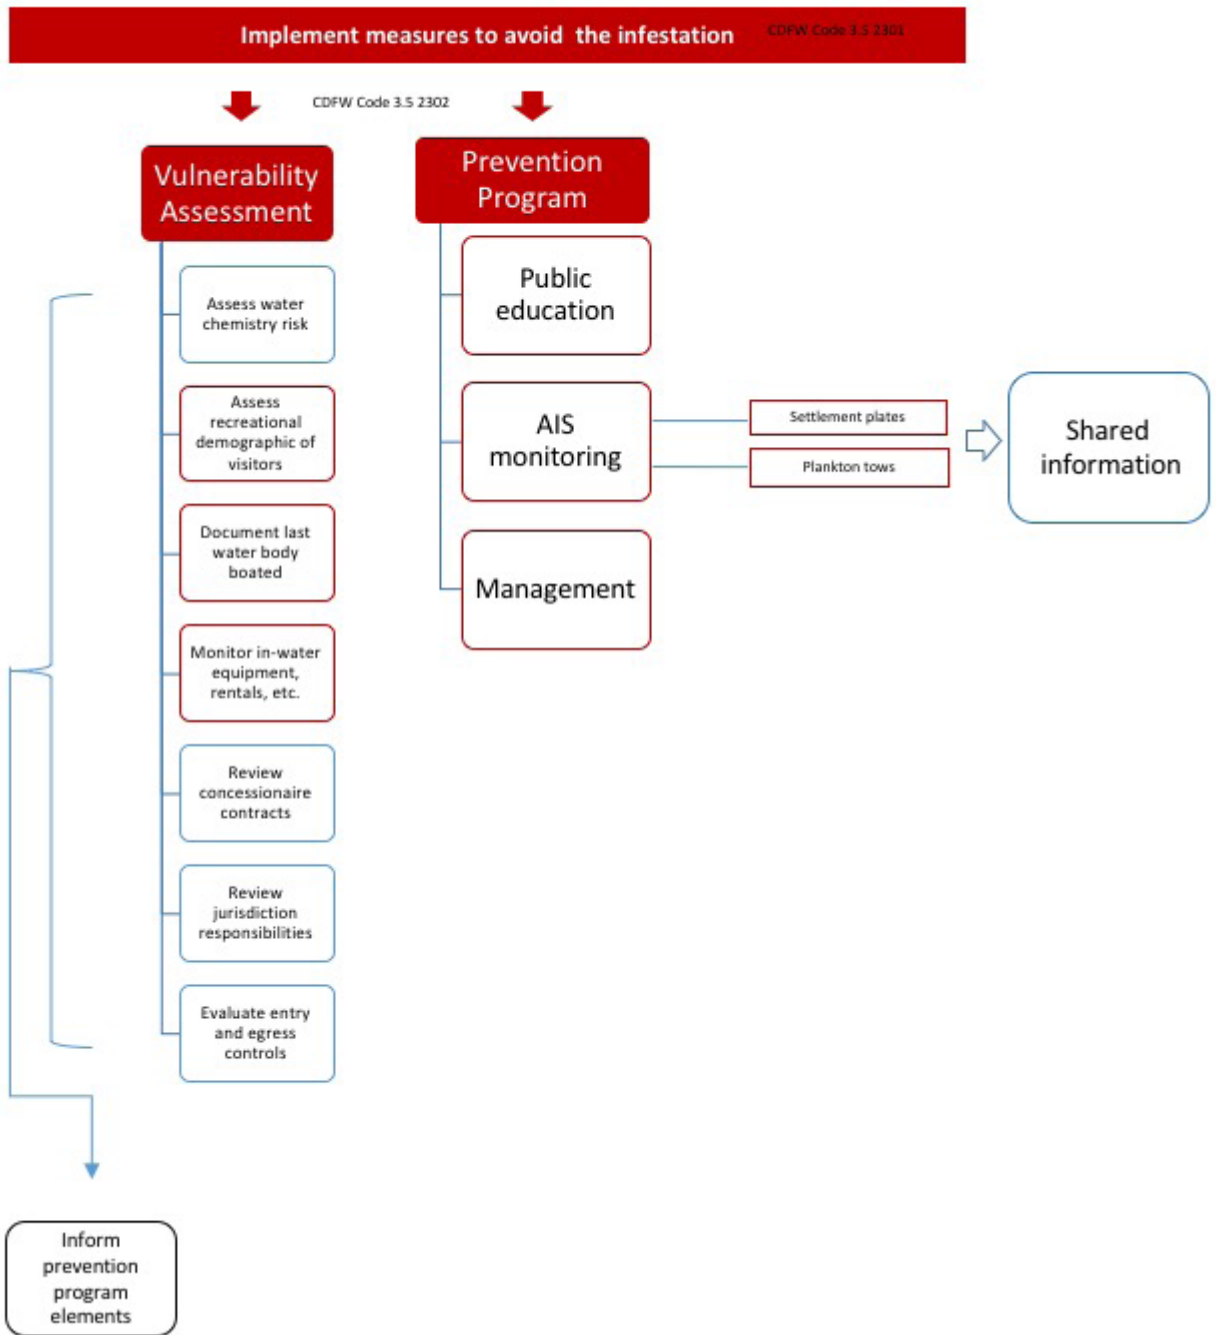 Implement measures to avoid the infestation
CDFW Code 3.5 2301
CDFW Code 3.5 2302
Vulnerability
Assessment
Assess water
chemistry risk
Assess
recreational
demographic of
visitors
Document last
water body
boated
Monitor in-water
equipment,
rentals, etc.
Review
concessionaire
contracts
Review
jurisdiction
responsibilities
Evaluate entry
and egress
controls
Inform
prevention
program
elements
Prevention
Program
Public
education
AIS
monitoring
Management
Settlement plates
Plankton tows
Shared
information